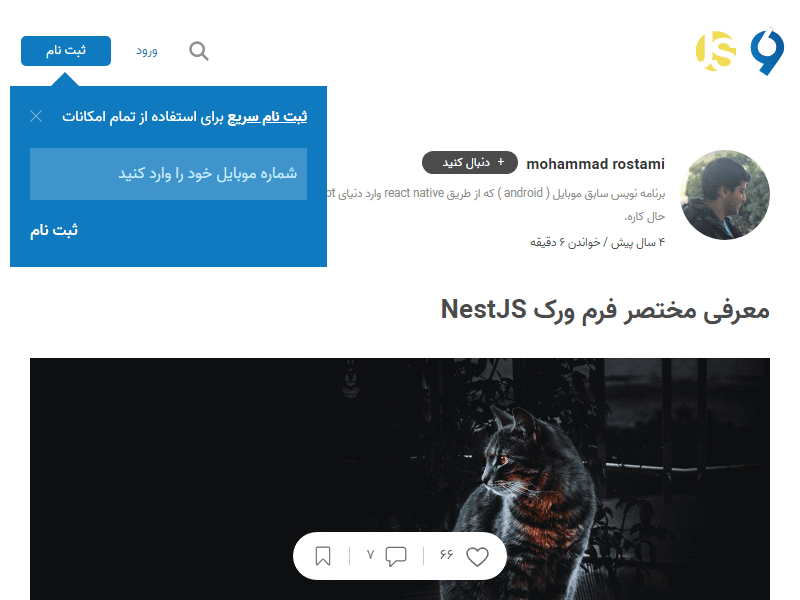 JS
ثبت نام
ورود
ثبت نام سریع برای استفاده از تمام امکانات
شماره موبایل خود را وارد کنید
ثبت نام
mohammad rostami
+ دنبال کنید
برنامه نویس سابق موبایل ( android ) که از طریق react native وارد دنیای
حال کاره.
۴ سال پیش / خواندن ۶ دقیقه
معرفی مختصر فرم ورک NestJS
۶۶
۷